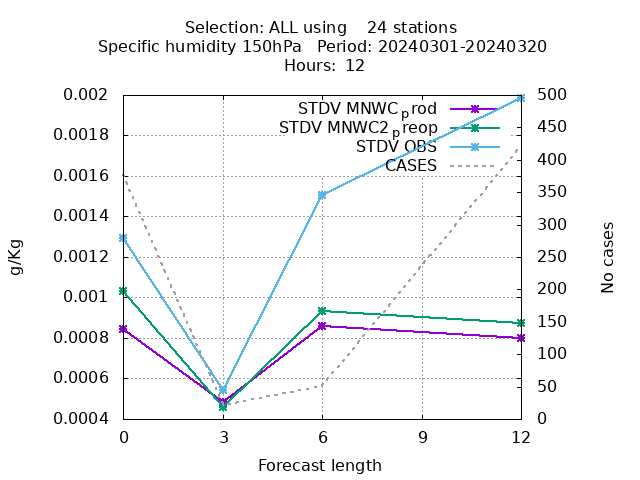 Selection: ALL using    24 stations
Specific humidity 150hPa   Period: 20240301-20240320
Hours: 12
STDV MNWCprod
STDV MNWC2preop
STDV OBS
CASES
0.002
0.0018
0.0016
0.0014
0.0012
0.001
0.0008
0.0006
0.0004
500
450
400
350
300
250
200
150
100
50
0
g/Kg
No cases
0 3 6 9 12
Forecast length